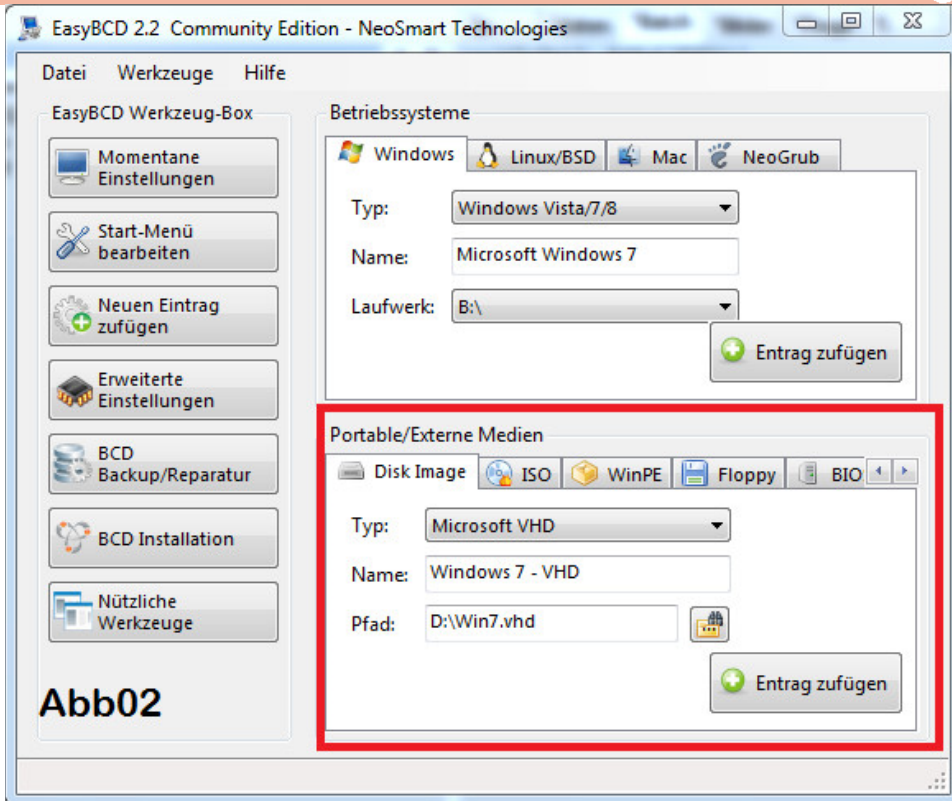 EasyBCD 2.2 Community Edition - NeoSmart Technologies
Datei Werkzeuge Hilfe
EasyBCD Werkzeug-Box
Momentane
Einstellungen
Start-Menü
bearbeiten
Neuen Eintrag
zufügen
Erweiterte
Einstellungen
BCD
Backup/Reparatur
BCD Installation
Nützliche
Werkzeuge
Abb02
Betriebssysteme
Windows Linux/BSD Mac NeoGrub
Typ: Windows Vista/7/8
Name: Microsoft Windows 7
Laufwerk: B:\
Entrag zufügen
Portable/Externe Medien
Disk Image ISO WinPE Floppy BIO
Typ: Microsoft VHD
Name: Windows 7 - VHD
Pfad: D:\Win7.vhd
Entrag zufügen